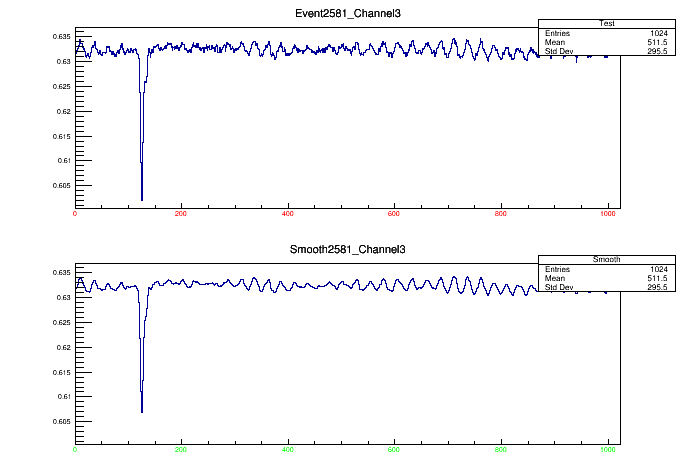 Event2581_Channel3
Test
Entries 1024
Mean 511.5
Std Dev 295.5
0.635
0.63
0.625
0.62
0.615
0.61
0.605
0 200 400 600 800 1000
Smooth2581_Channel3
Smooth
Entries 1024
Mean 511.5
Std Dev 295.5
0.635
0.63
0.625
0.62
0.615
0.61
0.605
0 200 400 600 800 1000